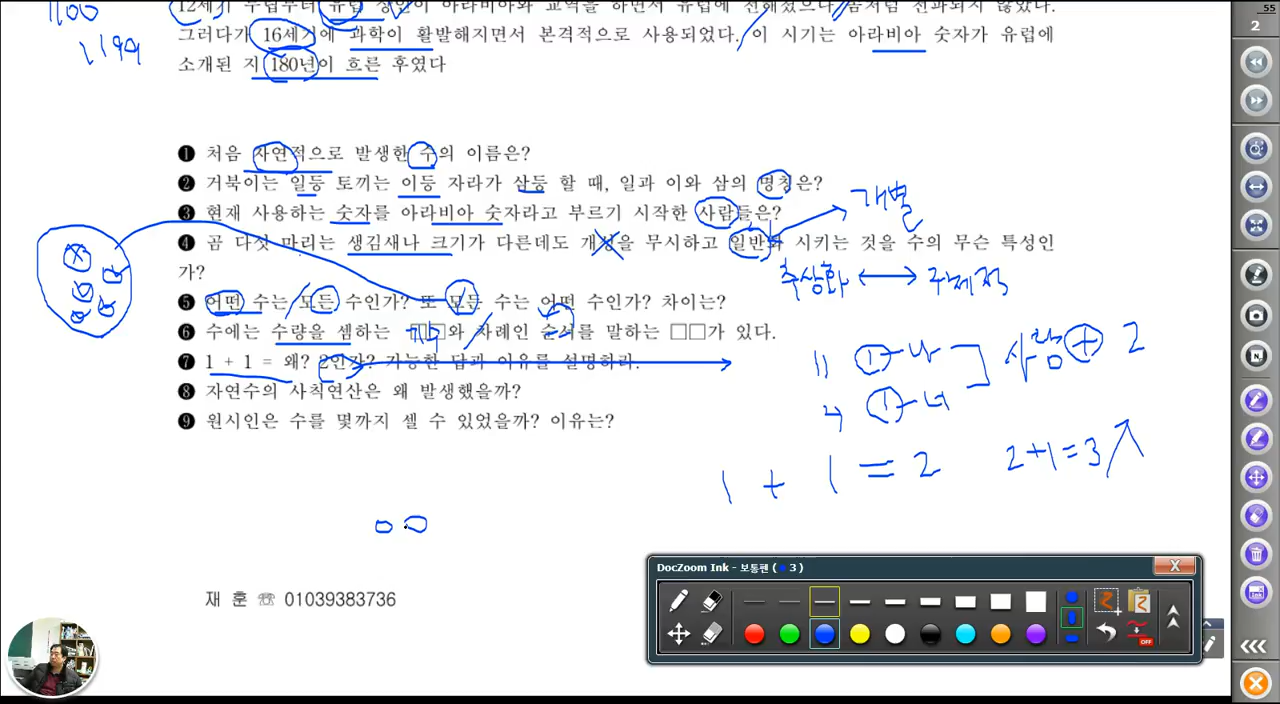 1100
1199
12세기 무렵부터 유럽 상인이 아라비아와 교역을 하면서 유럽에 전해졌으나 좀처럼 전파되지 않았다.
그러다가 16세기에 과학이 활발해지면서 본격적으로 사용되었다. 이 시기는 아라비아 숫자가 유럽에
소개된 지 180년이 흐른 후였다
❶ 처음 자연적으로 발생한 수의 이름은?
❷ 거북이는 일등 토끼는 이등 자라가 삼등 할 때, 일과 이와 삼의 명칭은?
❸ 현재 사용하는 숫자를 아라비아 숫자라고 부르기 시작한 사람들은?
개별
❹ 곰 다섯 마리는 생김새나 크기가 다른데도 개성을 무시하고 일반화 시키는 것을 수의 무슨 특성인
가?
추상화 ↔
❺ 어떤 수는 모든 수인가? 또 모든 수는 어떤 수인가? 차이는?
❻ 수에는 수량을 셈하는 □□와 차례인 순서를 말하는 □□가 있다.
❼ 1 + 1 = 왜? 2인가? 가능한 답과 이유를 설명하라.
1) 1-나
1-너
사랑 + 2
❽ 자연수의 사칙연산은 왜 발생했을까?
❾ 원시인은 수를 몇까지 셀 수 있었을까? 이유는?
1 + 1 = 2
2+1=3
재 훈 ☏ 01039383736
DocZoom Ink - 보통펜 ( 3 )
OFF
55
2
N